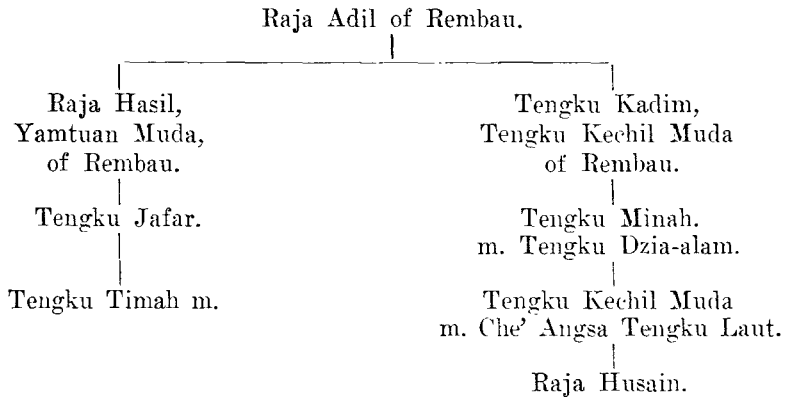 Raja Adil of Rembau.
Raja Hasil,
Yamtuan Muda,
of Rembau.
Tengku Jafar.
Tengku Timah m.
Tengku Kadim,
Tengku Kechil Muda
of Rembau.
Tengku Minah.
m. Tengku Dzia-alam.
Tengku Kechil Muda
m. Che' Angsa Tengku Laut.
Raja Husain.